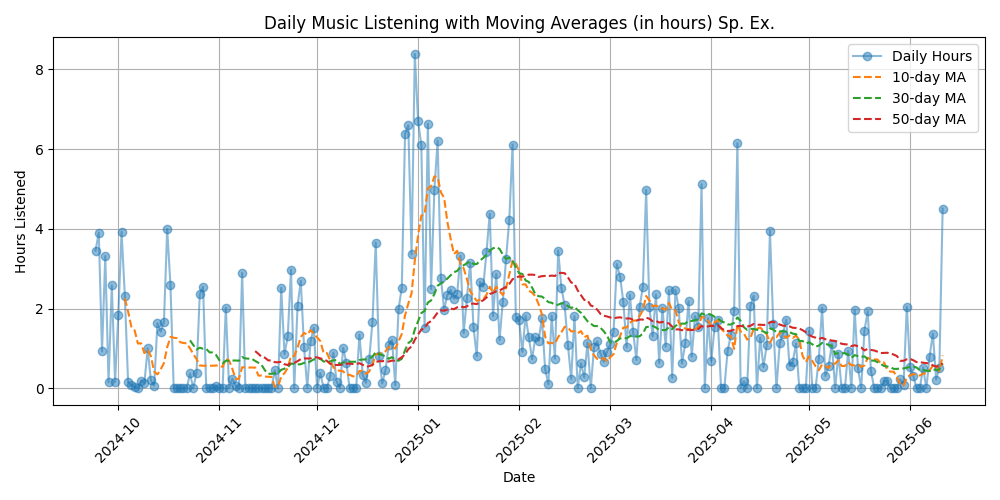 Daily Music Listening with Moving Averages (in hours) Sp. Ex.
Daily Hours
10-day MA
30-day MA
50-day MA
Hours Listened
8
6
4
2
0
2024-10
2024-11
2024-12
2025-01
2025-02
2025-03
2025-04
2025-05
2025-06
Date